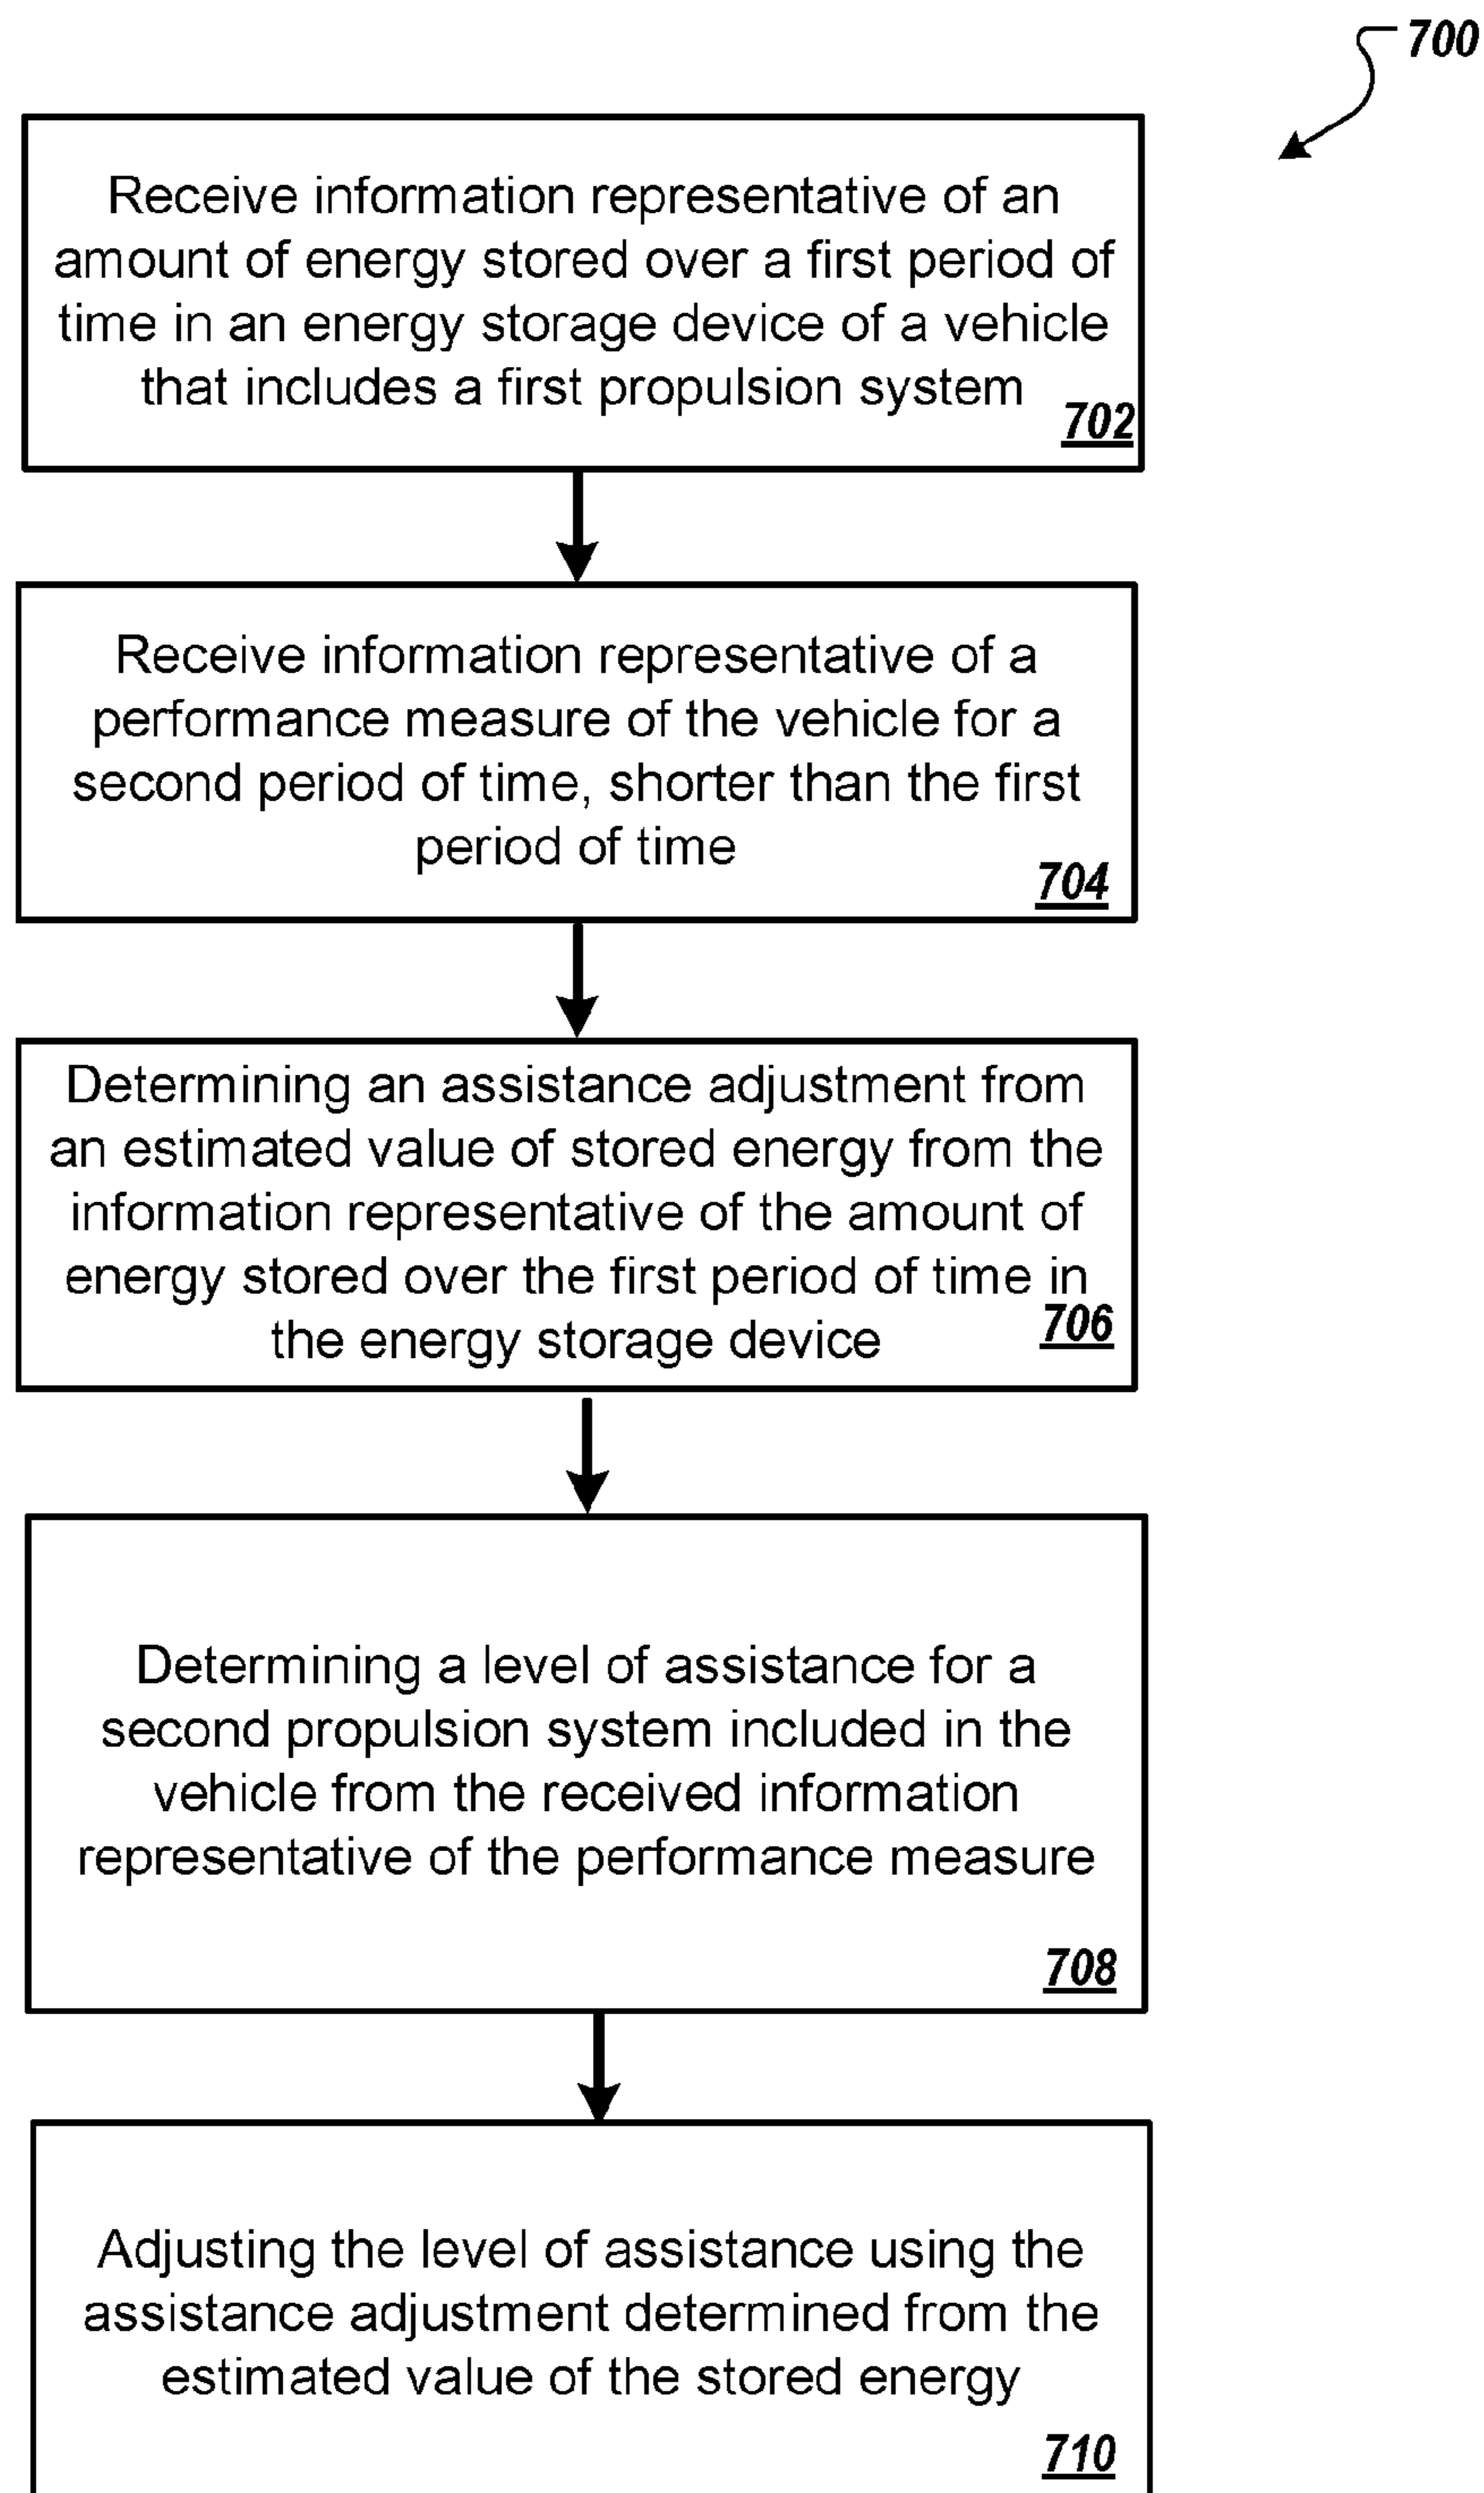 700
Receive information representative of an
amount of energy stored over a first period of
time in an energy storage device of a vehicle
that includes a first propulsion system
702
Receive information representative of a
performance measure of the vehicle for a
second period of time, shorter than the first
period of time
704
Determining an assistance adjustment from
an estimated value of stored energy from the
information representative of the amount of
energy stored over the first period of time in
the energy storage device
706
Determining a level of assistance for a
second propulsion system included in the
vehicle from the received information
representative of the performance measure
708
Adjusting the level of assistance using the
assistance adjustment determined from the
estimated value of the stored energy
710